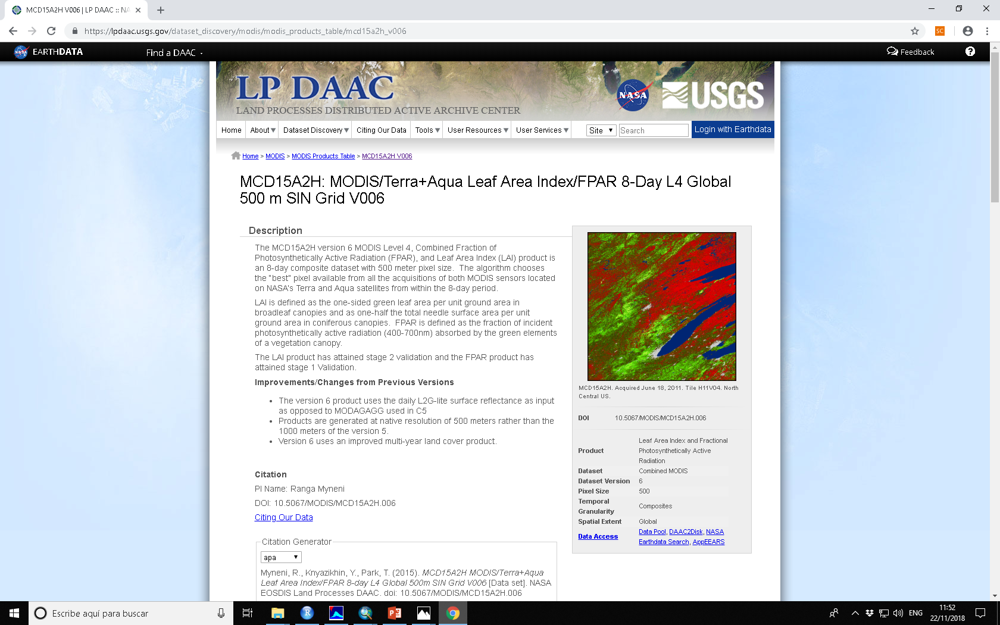 MCD15A2H V006 | LP DAAC :: NA
https://lpdaac.usgs.gov/dataset_discovery/modis/modis_products_table/mcd15a2h_v006
SC
NASA
EARTHDATA
Find a DAAC
Feedback
?
LP DAAC
LAND PROCESSES DISTRIBUTED ACTIVE ARCHIVE CENTER
NASA
USGS
Home
About
Dataset Discovery
Citing Our Data
Tools
User Resources
User Services
Site
Search
Login with Earthdata
Home > MODIS > MODIS Products Table > MCD15A2H V006
MCD15A2H: MODIS/Terra+Aqua Leaf Area Index/FPAR 8-Day L4 Global
500 m SIN Grid V006
Description
The MCD15A2H version 6 MODIS Level 4, Combined Fraction of
Photosynthetically Active Radiation (FPAR), and Leaf Area Index (LAI) product is
an 8-day composite dataset with 500 meter pixel size.  The algorithm chooses
the "best" pixel available from all the acquisitions of both MODIS sensors located
on NASA's Terra and Aqua satellites from within the 8-day period.
LAI is defined as the one-sided green leaf area per unit ground area in
broadleaf canopies and as one-half the total needle surface area per unit
ground area in coniferous canopies.  FPAR is defined as the fraction of incident
photosynthetically active radiation (400-700nm) absorbed by the green elements
of a vegetation canopy.
The LAI product has attained stage 2 validation and the FPAR product has
attained stage 1 Validation.
Improvements/Changes from Previous Versions
• The version 6 product uses the daily L2G-lite surface reflectance as input
as opposed to MODAGAGG used in C5
• Products are generated at native resolution of 500 meters rather than the
1000 meters of the version 5.
• Version 6 uses an improved multi-year land cover product.
Citation
PI Name: Ranga Myneni
DOI: 10.5067/MODIS/MCD15A2H.006
Citing Our Data
Citation Generator
apa
Myneni, R., Knyazikhin, Y., Park, T. (2015). MCD15A2H MODIS/Terra+Aqua
Leaf Area Index/FPAR 8-day L4 Global 500m SIN Grid V006 [Data set]. NASA
EOSDIS Land Processes DAAC. doi: 10.5067/MODIS/MCD15A2H.006
MCD15A2H. Acquired June 18, 2011. Tile H11V04. North
Central US.
DOI 10.5067/MODIS/MCD15A2H.006
Leaf Area Index and Fractional
Product Photosynthetically Active
Radiation
Dataset Combined MODIS
Dataset Version 6
Pixel Size 500
Temporal
Granularity Composites
Spatial Extent Global
Data Access Data Pool, DAAC2Disk, NASA
Earthdata Search, AppEEARS
Escribe aquí para buscar
R
P
ENG
11:52
22/11/2018